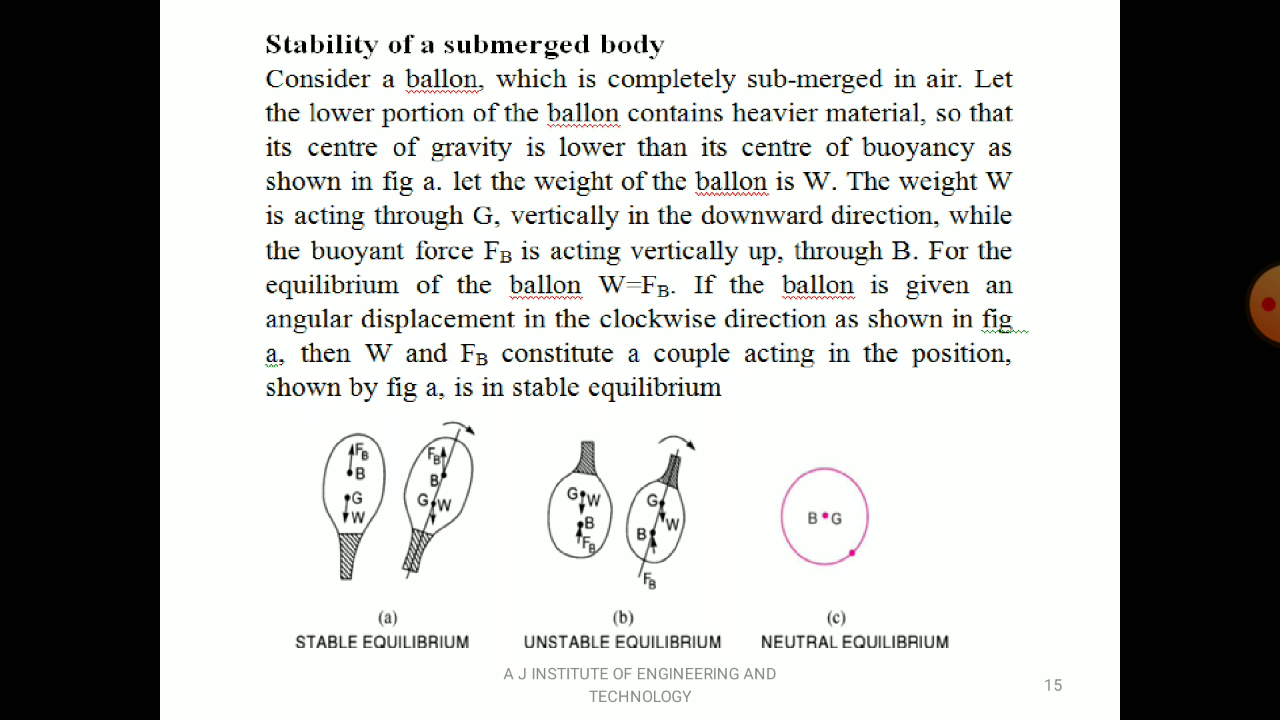 Stability of a submerged body
Consider a ballon, which is completely sub-merged in air. Let
the lower portion of the ballon contains heavier material, so that
its centre of gravity is lower than its centre of buoyancy as
shown in fig a. let the weight of the ballon is W. The weight W
is acting through G, vertically in the downward direction, while
the buoyant force FB is acting vertically up, through B. For the
equilibrium of the ballon W=FB. If the ballon is given an
angular displacement in the clockwise direction as shown in fig
a, then W and FB constitute a couple acting in the position,
shown by fig a, is in stable equilibrium
FB
B
G
W
FB
B
G W
G W
B
FB
G
W
B
FB
B G
(a)
STABLE EQUILIBRIUM
(b)
UNSTABLE EQUILIBRIUM
(c)
NEUTRAL EQUILIBRIUM
A J INSTITUTE OF ENGINEERING AND
TECHNOLOGY
15